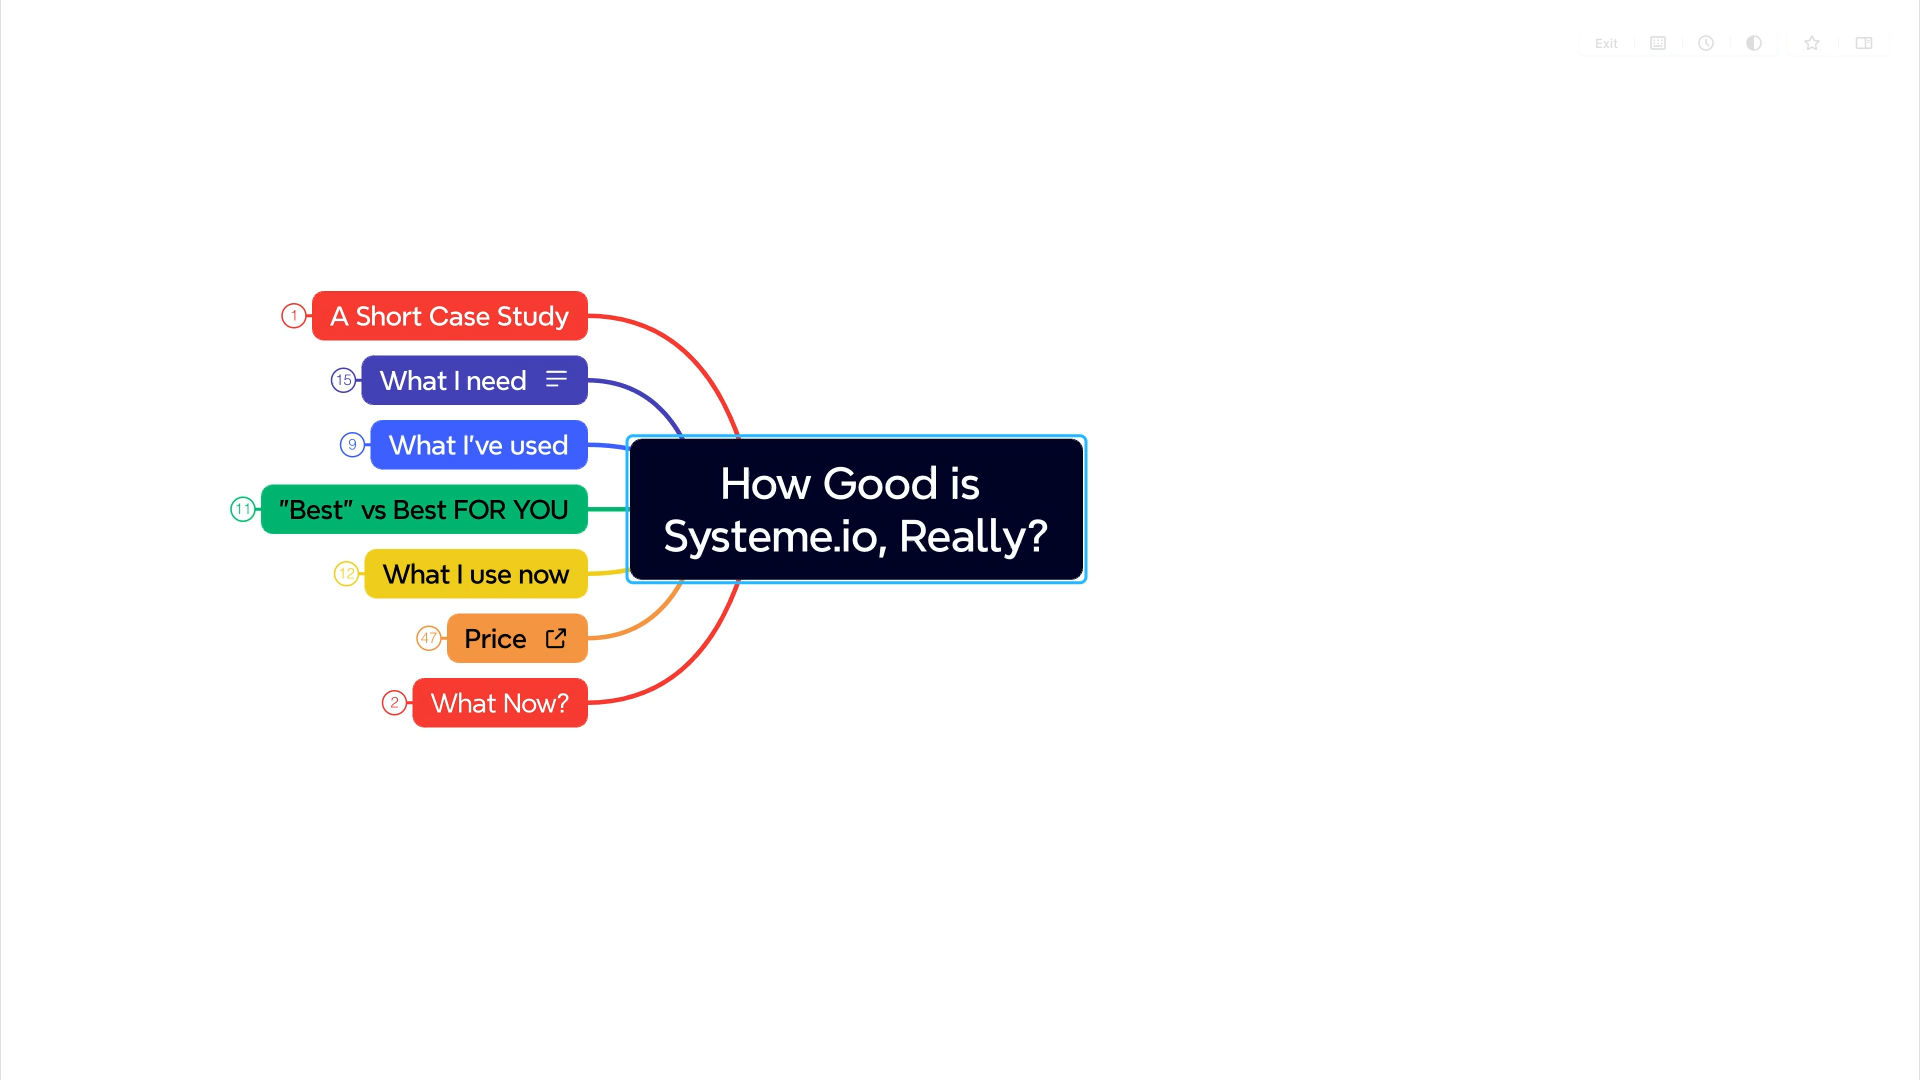 Exit
1 A Short Case Study
15 What I need
9 What I've used
11 "Best" vs Best FOR YOU
12 What I use now
47 Price
2 What Now?
How Good is
Systeme.io, Really?